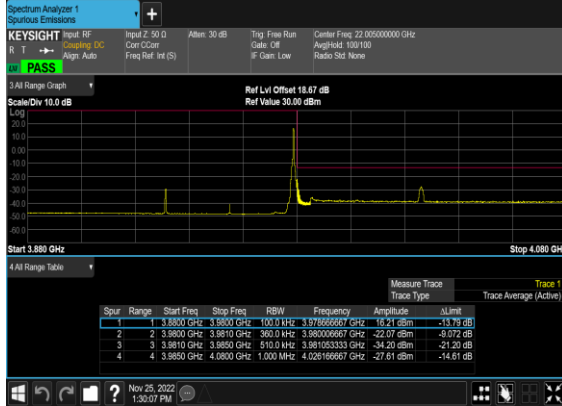 Spectrum Analyzer 1
Spurious Emissions
+
KEYSIGHT Input: RF Input Z: 50 Ω Atten: 30 dB Trig: Free Run Center Freq: 22.005000000 GHz
R T Coupling: DC Corr CCorr Gate: Off Avg|Hold: 100/100
Align: Auto Freq Ref: Int (S) IF Gain: Low Radio Std: None
PASS
3 All Range Graph
Ref Lvl Offset 18.67 dB
Scale/Div 10.0 dB Ref Value 30.00 dBm
Log
20.0
10.0
0.00
-10.0
-20.0
-30.0
-40.0
-50.0
-60.0
Start 3.880 GHz Stop 4.080 GH
4 All Range Table
Measure Trace Trace 1
Trace Type Trace Average (Active)
Spur Range Start Freq Stop Freq RBW Frequency Amplitude ΔLimit
1 1 3.8800 GHz 3.9800 GHz 100.0 kHz 3.978666667 GHz 16.21 dBm -13.79 dB
2 2 3.9800 GHz 3.9810 GHz 360.0 kHz 3.980006667 GHz -22.07 dBm -9.072 dB
3 3 3.9810 GHz 3.9850 GHz 510.0 kHz 3.981053333 GHz -34.20 dBm -21.20 dB
4 4 3.9850 GHz 4.0800 GHz 1.000 MHz 4.026166667 GHz -27.61 dBm -14.61 dB
? Nov 25, 2022
1:30:07 PM